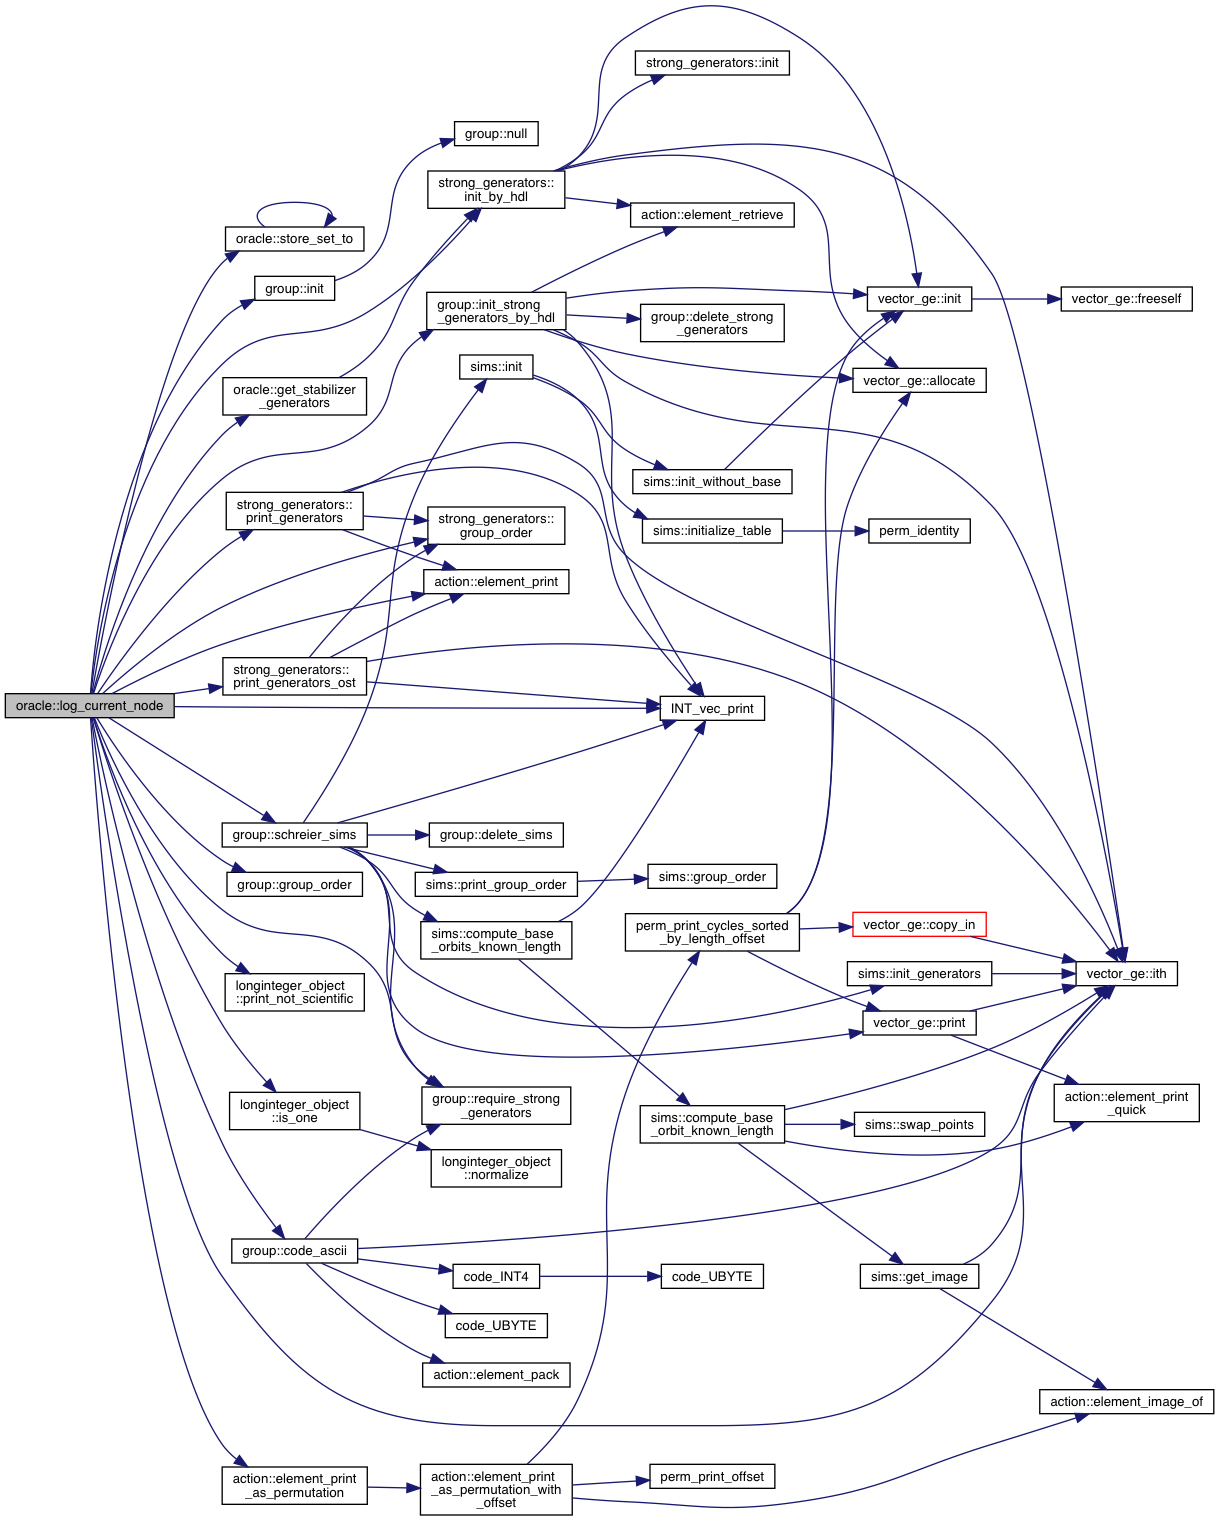 strong_generators::init
group::null
strong_generators::
init_by_hdl
action::element_retrieve
oracle::store_set_to
group::init
group::init_strong
_generators_by_hdl
vector_ge::init
vector_ge::freeself
group::delete_strong
_generators
sims::init
vector_ge::allocate
oracle::get_stabilizer
_generators
sims::init_without_base
strong_generators::
print_generators
strong_generators::
group_order
sims::initialize_table
perm_identity
action::element_print
strong_generators::
print_generators_ost
oracle::log_current_node
INT_vec_print
group::schreier_sims
group::delete_sims
group::group_order
sims::print_group_order
sims::group_order
sims::compute_base
_orbits_known_length
perm_print_cycles_sorted
_by_length_offset
vector_ge::copy_in
longinteger_object
::print_not_scientific
sims::init_generators
vector_ge::ith
vector_ge::print
longinteger_object
::is_one
group::require_strong
_generators
sims::compute_base
_orbit_known_length
sims::swap_points
action::element_print
_quick
longinteger_object
::normalize
group::code_ascii
code_INT4
code_UBYTE
sims::get_image
code_UBYTE
action::element_pack
action::element_image_of
action::element_print
_as_permutation
action::element_print
_as_permutation_with
_offset
perm_print_offset